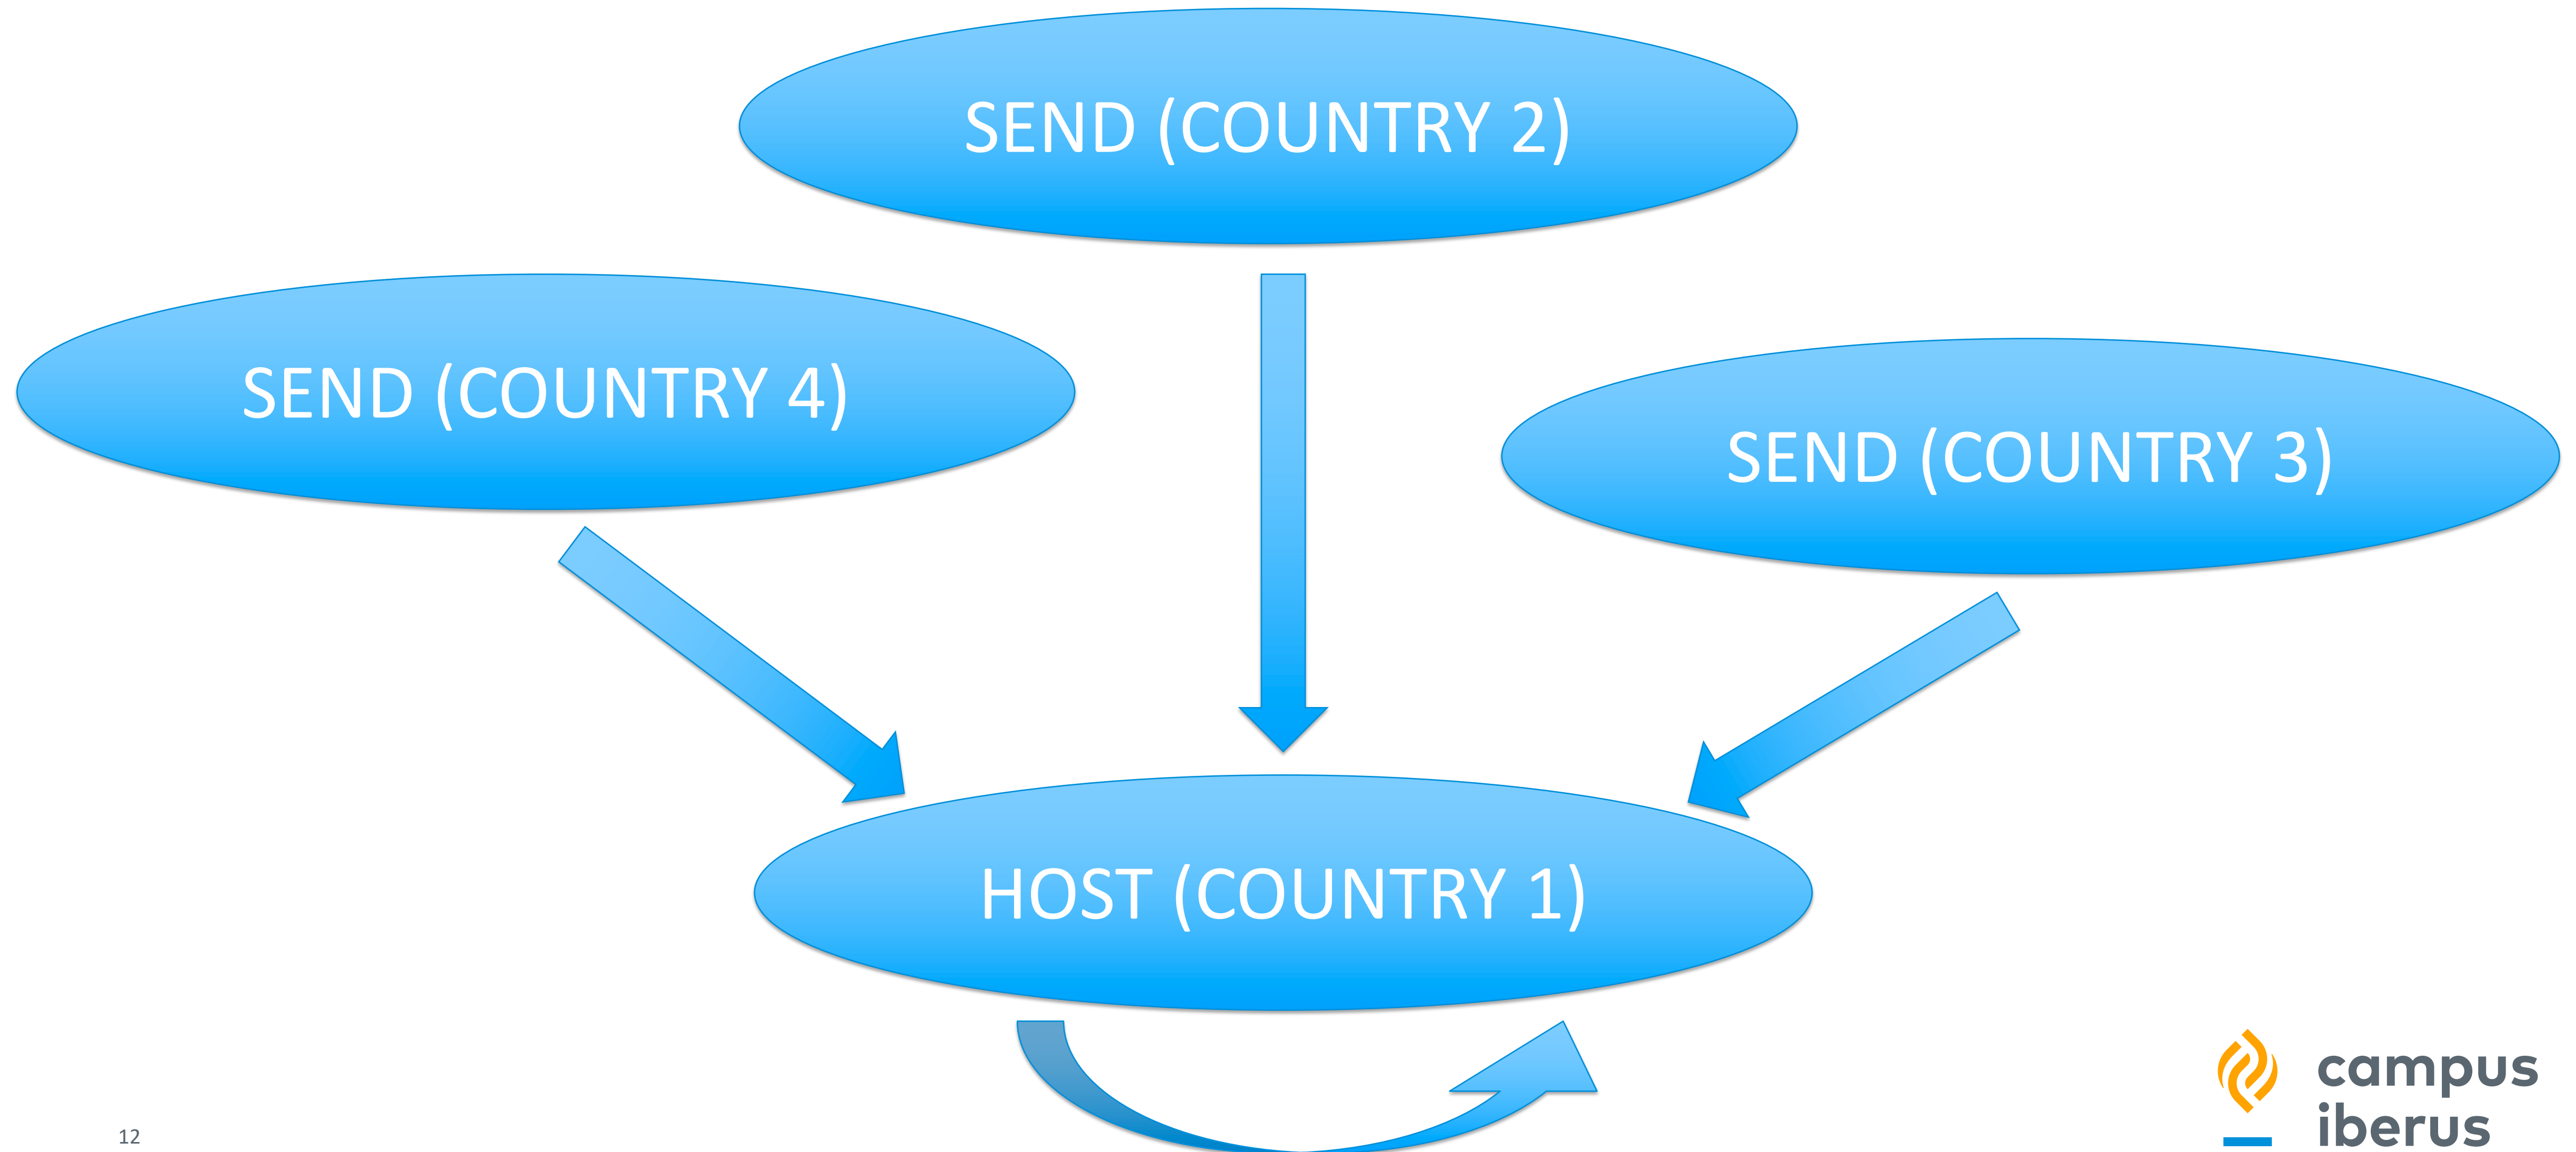 SEND (COUNTRY 2)
SEND (COUNTRY 4)
SEND (COUNTRY 3)
HOST (COUNTRY 1)
12
campus
iberus